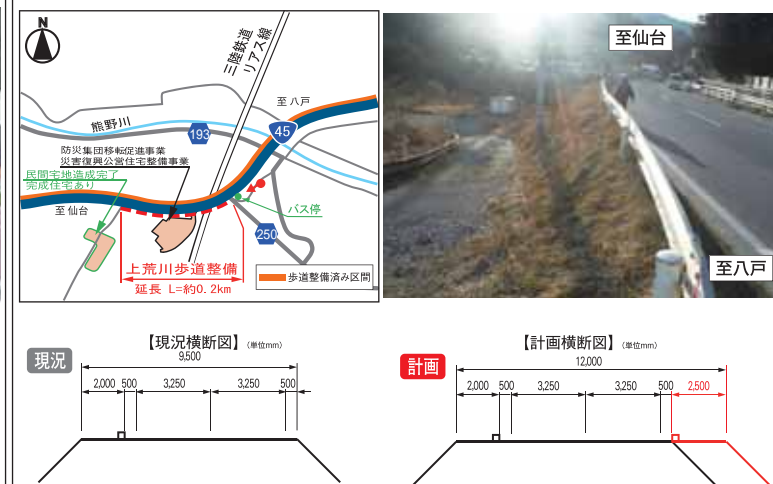 N
三陸鉄道
リアス線
至八戸
熊野川
193
45
防災集団移転促進事業
災害復興公営住宅整備事業
民間宅地造成完了
完成住宅あり
至仙台
バス停
250
上荒川歩道整備
延長 L=約0.2km
歩道整備済み区間
至仙台
至八戸
現況
【現況横断図】(単位mm)
9,500
2,000 500 3,250 3,250 500
計画
【計画横断図】(単位mm)
12,000
2,000 500 3,250 3,250 500 2,500